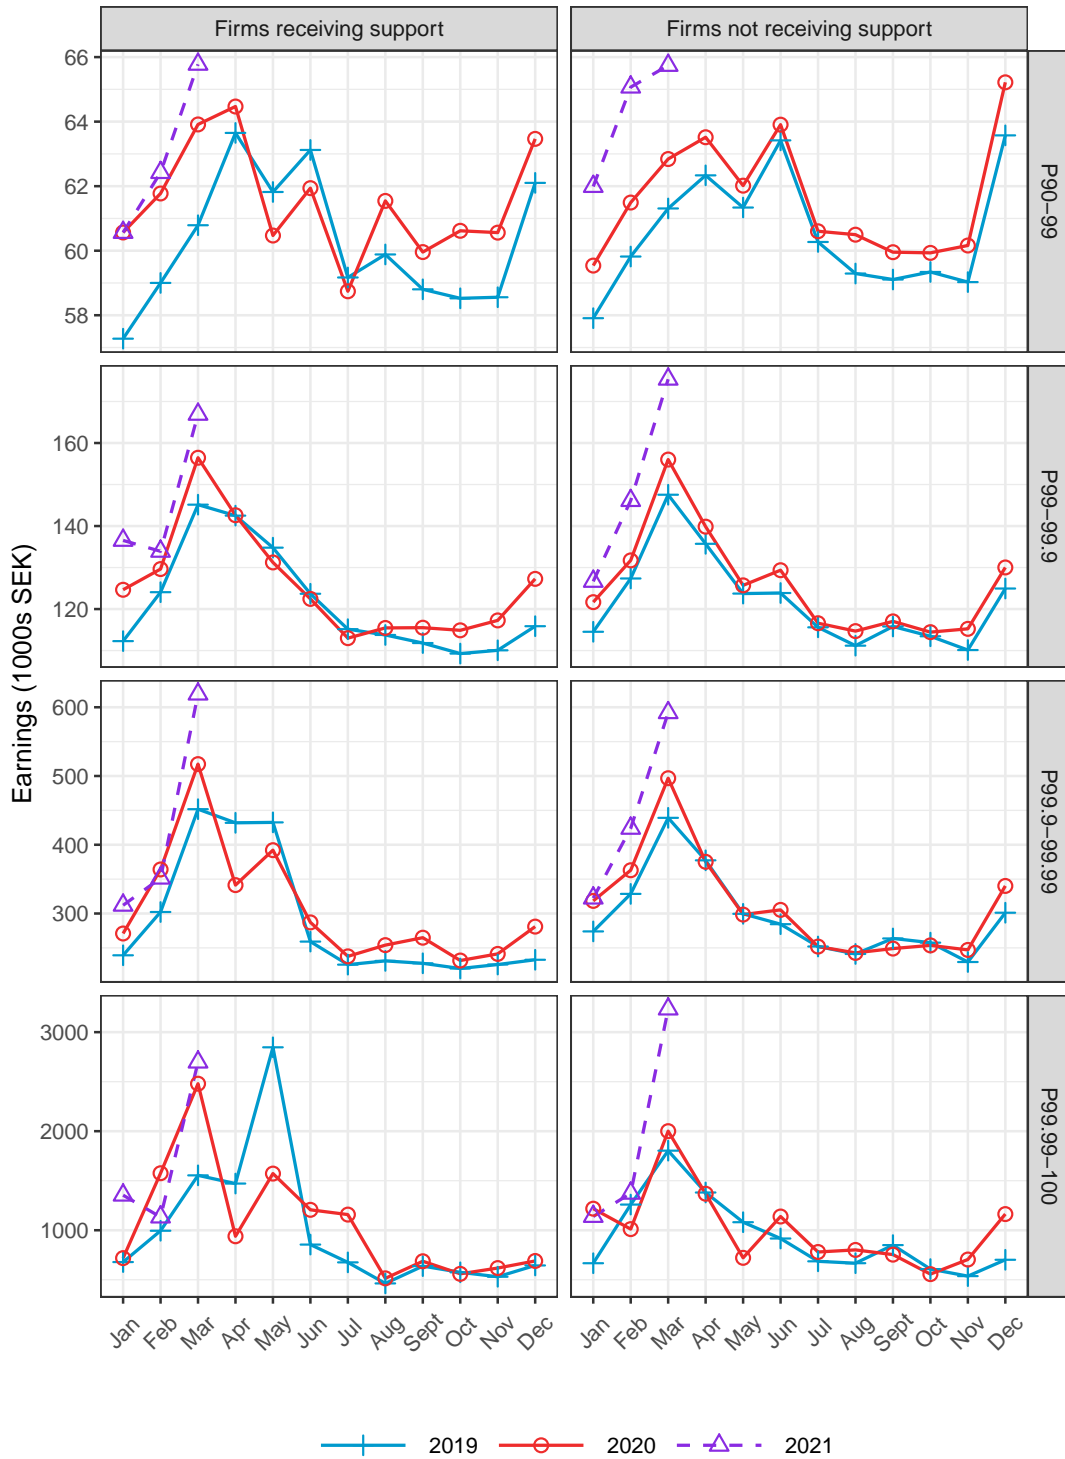 Firms receiving support
Firms not receiving support
Earnings (1000s SEK)
66
64
62
60
58
P90−99
160
140
120
P99−99.9
600
500
400
300
P99.9−99.99
3000
2000
1000
P99.99−100
Jan Feb Mar Apr May Jun Jul Aug Sept Oct Nov Dec
Jan Feb Mar Apr May Jun Jul Aug Sept Oct Nov Dec
2019 2020 2021